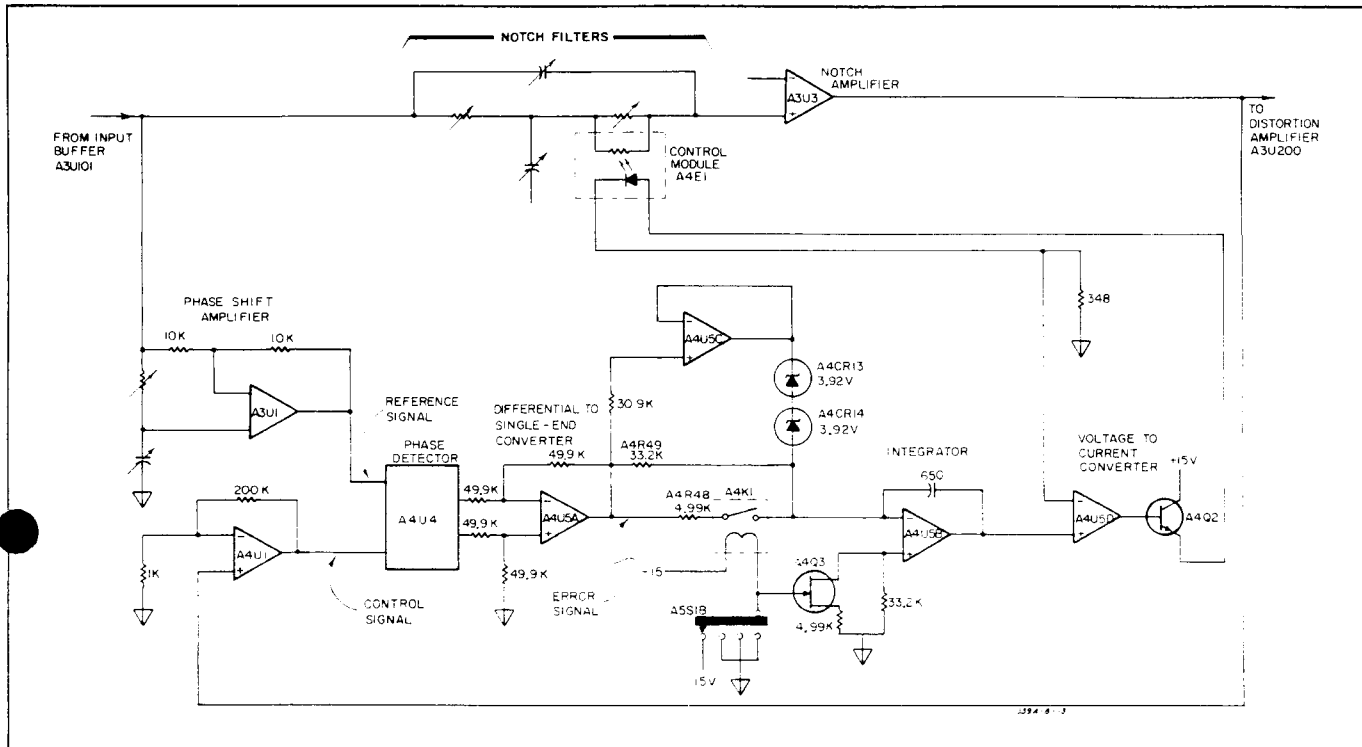 NOTCH FILTERS
NOTCH
AMPLIFIER
A3U3
FROM INPUT
BUFFER
A3U101
TO
DISTORTION
AMPLIFIER
A3U200
CONTROL
MODULE
A4E1
348
PHASE SHIFT
AMPLIFIER
10K
10K
A3U1
REFERENCE
SIGNAL
A4U5C
A4CR13
3.92V
A4CR14
3.92V
30.9K
DIFFERENTIAL TO
SINGLE-END
CONVERTER
PHASE
DETECTOR
A4U4
49.9K
A4R49
33.2K
49.9K
49.9K
49.9K
A4U5A
A4R48
4.99K
A4K1
INTEGRATOR
650
A4U5B
VOLTAGE TO
CURRENT
CONVERTER
+15V
A4U5D
A4Q2
200K
1K
A4U1
CONTROL
SIGNAL
ERROR
SIGNAL
-15
A5S1B
15V
A4Q3
4.99K
33.2K